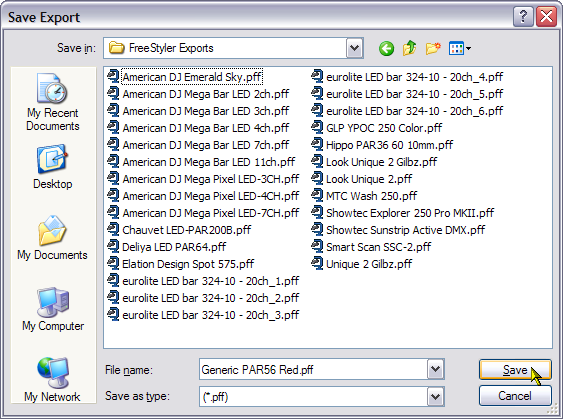 Save Export
Save in: FreeStyler Exports
My Recent
Documents
Desktop
My Documents
My Computer
My Network
American DJ Emerald Sky.pff
American DJ Mega Bar LED 2ch.pff
American DJ Mega Bar LED 3ch.pff
American DJ Mega Bar LED 4ch.pff
American DJ Mega Bar LED 7ch.pff
American DJ Mega Bar LED 11ch.pff
American DJ Mega Pixel LED-3CH.pff
American DJ Mega Pixel LED-4CH.pff
American DJ Mega Pixel LED-7CH.pff
Chauvet LED-PAR200B.pff
Deliya LED PAR64.pff
Elation Design Spot 575.pff
eurolite LED bar 324-10 - 20ch_1.pff
eurolite LED bar 324-10 - 20ch_2.pff
eurolite LED bar 324-10 - 20ch_3.pff
eurolite LED bar 324-10 - 20ch_4.pff
eurolite LED bar 324-10 - 20ch_5.pff
eurolite LED bar 324-10 - 20ch_6.pff
GLP YPOC 250 Color.pff
Hippo PAR36 60 10mm.pff
Look Unique 2 Gilbz.pff
Look Unique 2.pff
MTC Wash 250.pff
Showtec Explorer 250 Pro MKII.pff
Showtec Sunstrip Active DMX.pff
Smart Scan SSC-2.pff
Unique 2 Gilbz.pff
File name: Generic PAR56 Red.pff
Save
Save as type: (*.pff)
Cancel